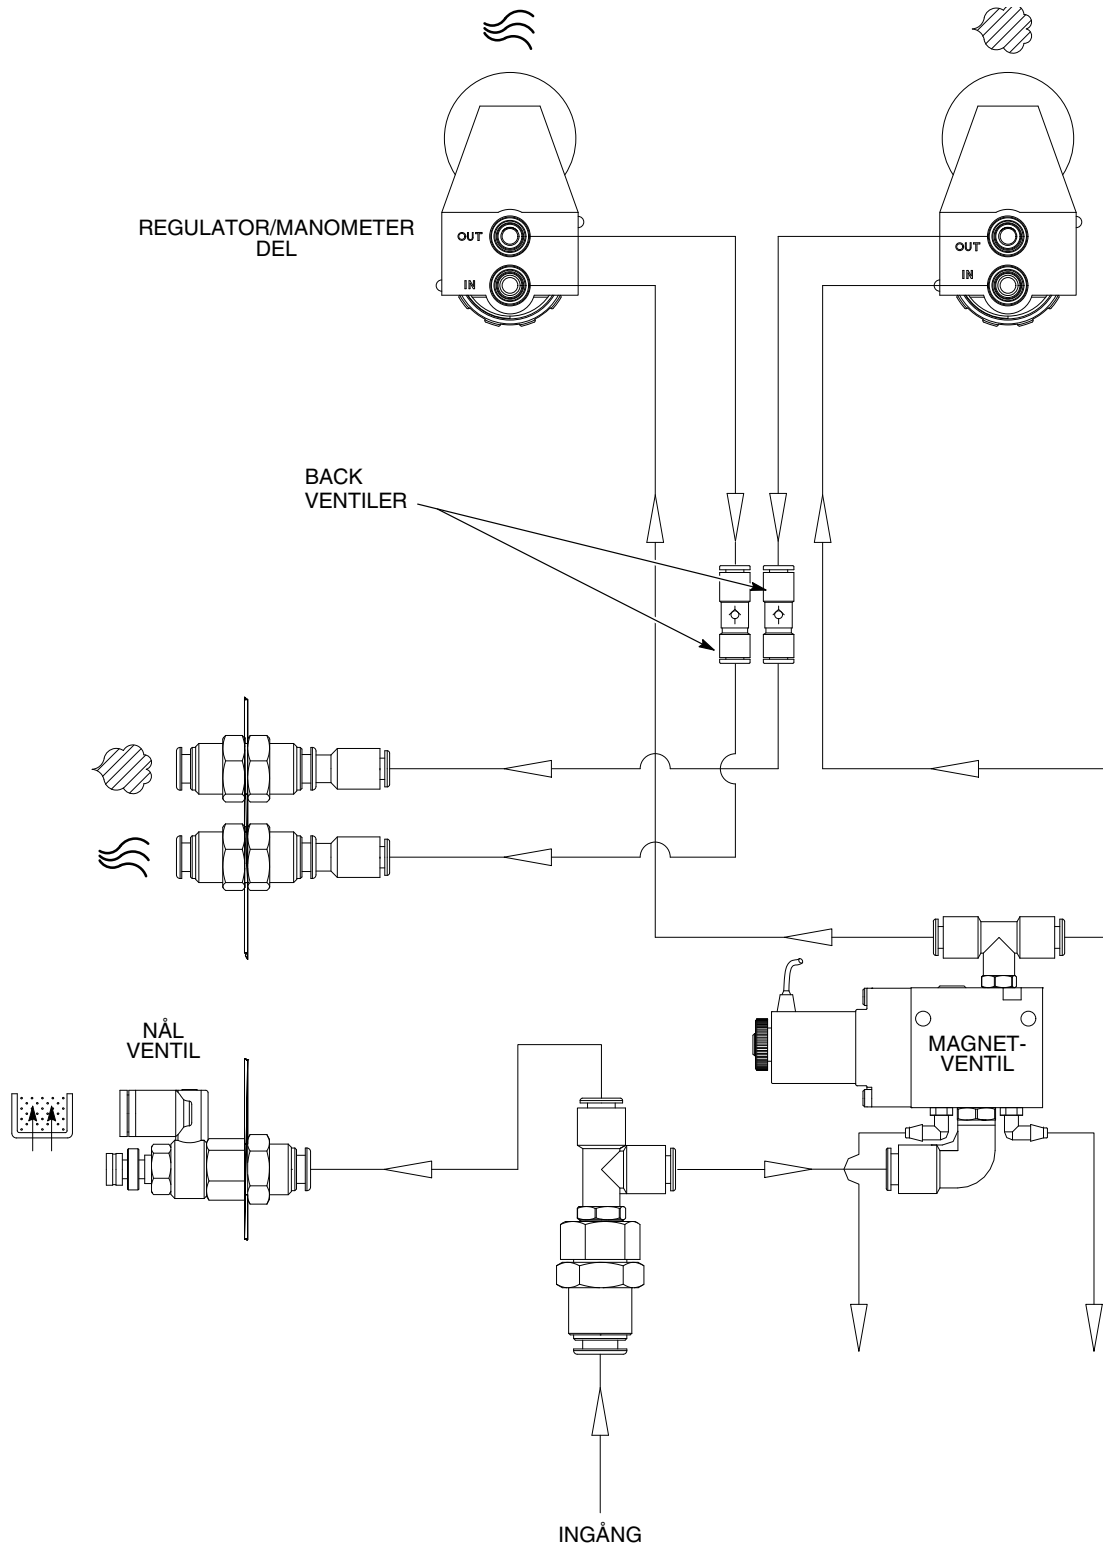 REGULATOR/MANOMETER
DEL
OUT
IN
OUT
IN
BACK
VENTILER
NÅL
VENTIL
MAGNET-
VENTIL
INGÅNG